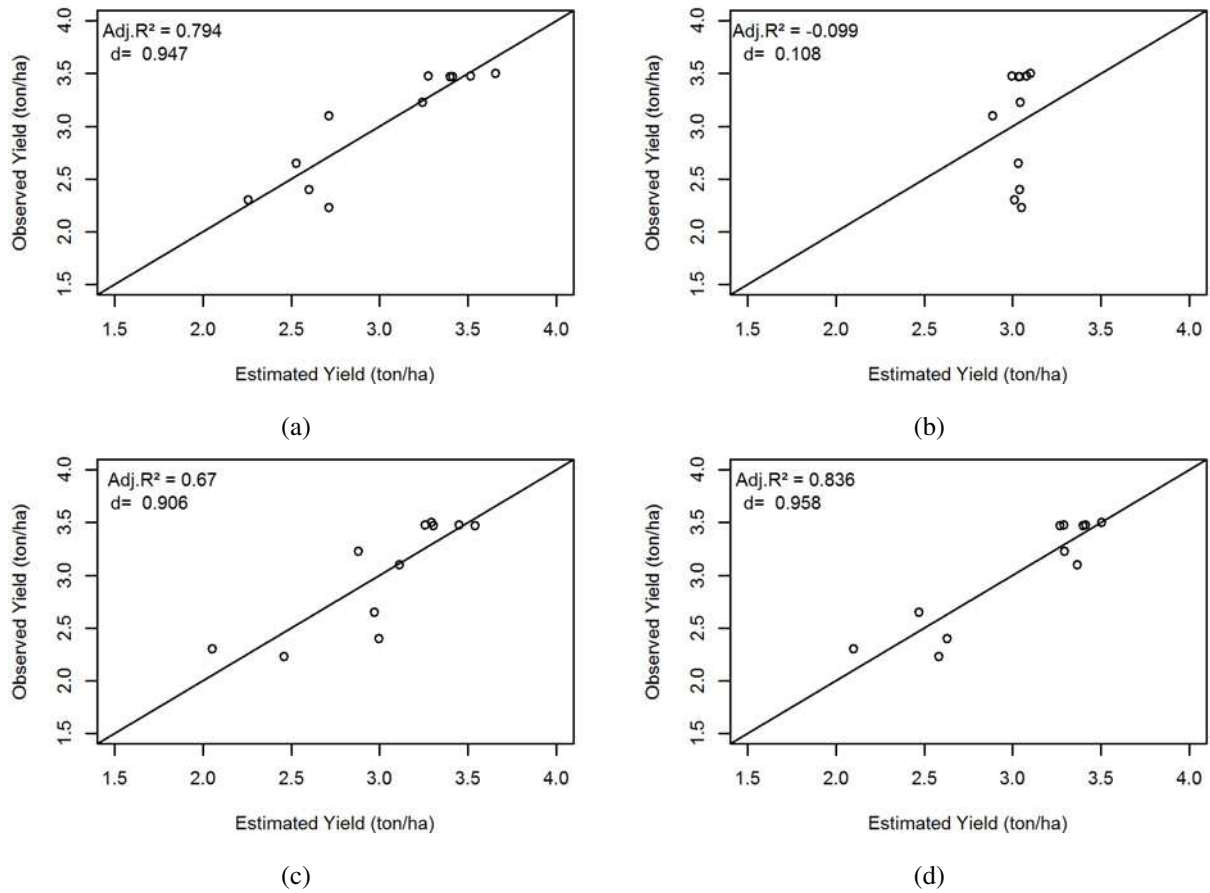 Adj.R² = 0.794
d= 0.947
Observed Yield (ton/ha)
4.0
3.5
3.0
2.5
2.0
1.5
1.5 2.0 2.5 3.0 3.5 4.0
Estimated Yield (ton/ha)
(a)
Adj.R² = -0.099
d= 0.108
Observed Yield (ton/ha)
4.0
3.5
3.0
2.5
2.0
1.5
1.5 2.0 2.5 3.0 3.5 4.0
Estimated Yield (ton/ha)
(b)
Adj.R² = 0.67
d= 0.906
Observed Yield (ton/ha)
4.0
3.5
3.0
2.5
2.0
1.5
1.5 2.0 2.5 3.0 3.5 4.0
Estimated Yield (ton/ha)
(c)
Adj.R² = 0.836
d= 0.958
Observed Yield (ton/ha)
4.0
3.5
3.0
2.5
2.0
1.5
1.5 2.0 2.5 3.0 3.5 4.0
Estimated Yield (ton/ha)
(d)